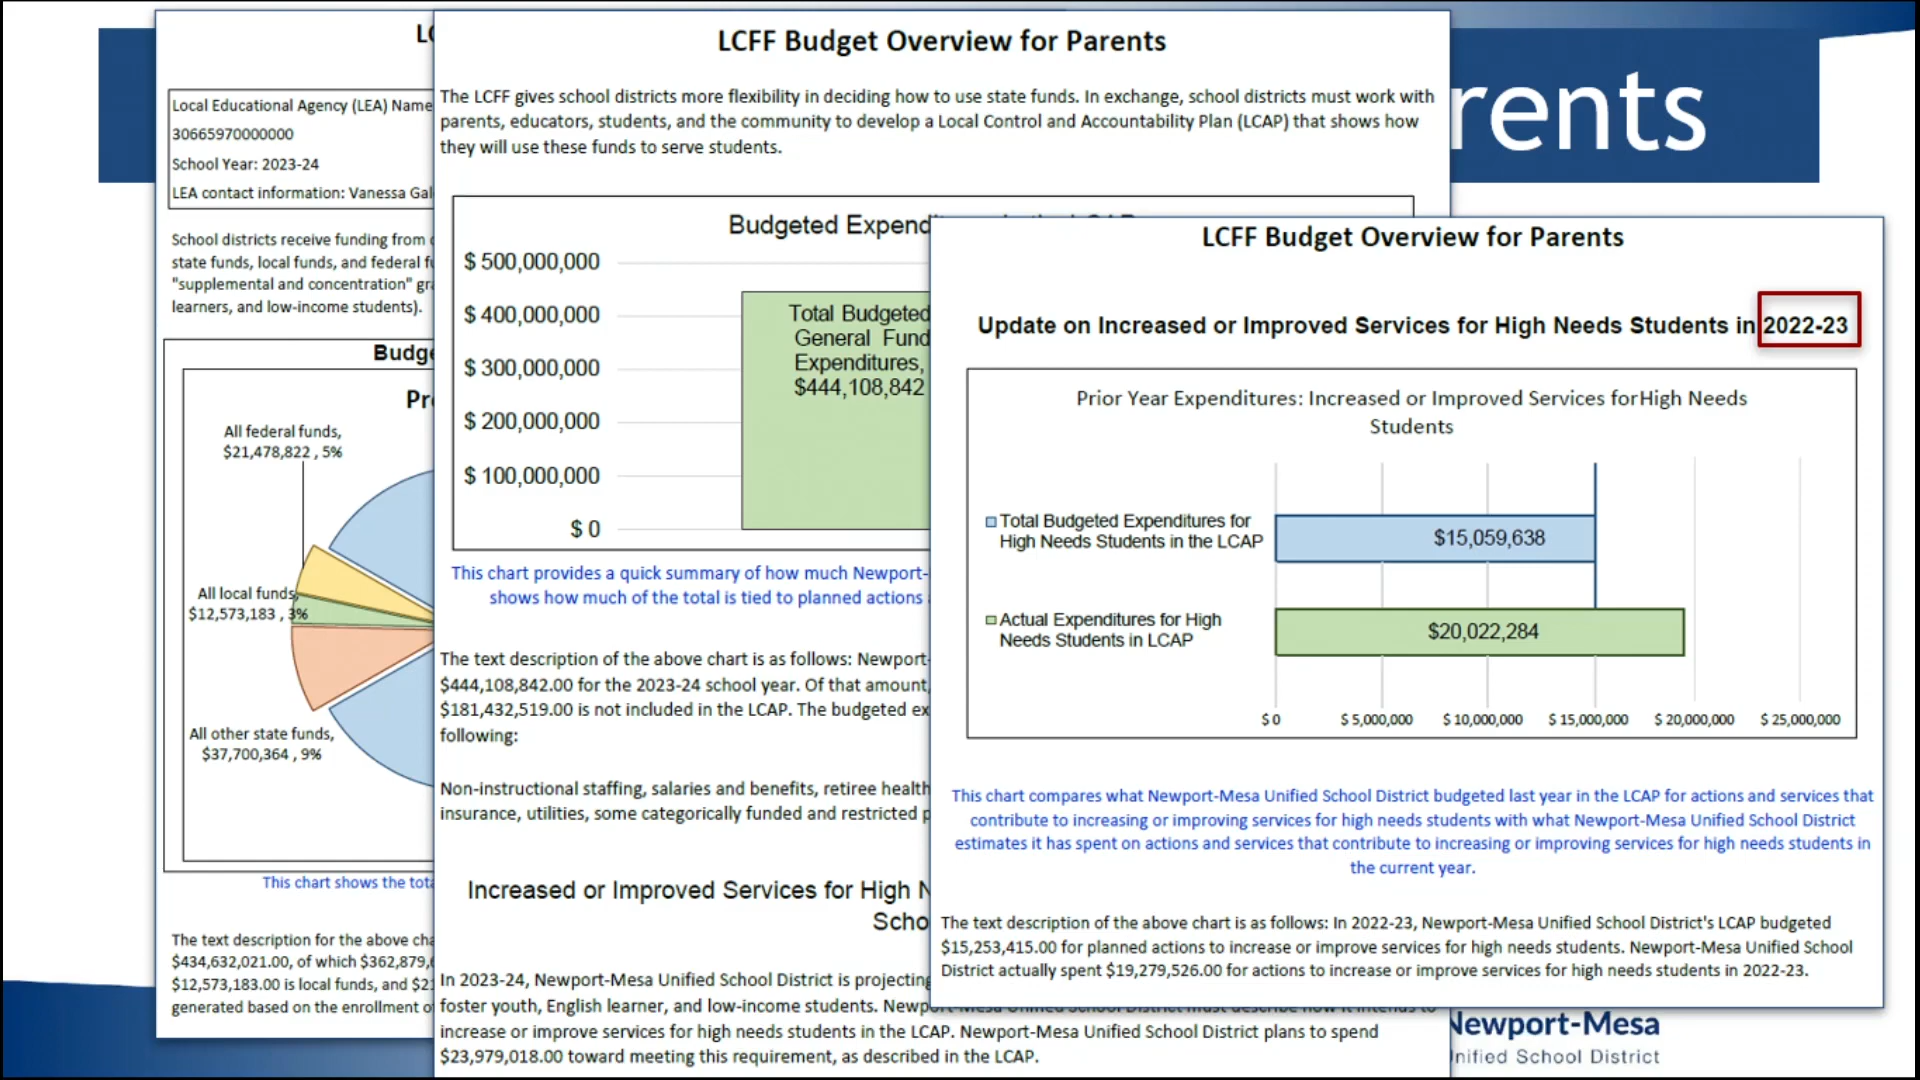 rents
LC
Local Educational Agency (LEA) Name
30665970000000
School Year: 2023-24
LEA contact information: Vanessa Gal
School districts receive funding from
state funds, local funds, and federal
"supplemental and concentration" gr
learners, and low-income students).
Budge
Pr
All federal funds,
$21,478,822 , 5%
All local funds,
$12,573,183 , 3%
All other state funds,
$37,700,364 , 9%
This chart shows the tota
The text description for the above cha
$434,632,021.00, of which $362,879,
$12,573,183.00 is local funds, and $2
generated based on the enrollment o
LCFF Budget Overview for Parents
The LCFF gives school districts more flexibility in deciding how to use state funds. In exchange, school districts must work with
parents, educators, students, and the community to develop a Local Control and Accountability Plan (LCAP) that shows how
they will use these funds to serve students.
Budgeted Expend
$ 500,000,000
$ 400,000,000
$ 300,000,000
$ 200,000,000
$ 100,000,000
$ 0
Total Budgeted
General Fund
Expenditures,
$444,108,842
This chart provides a quick summary of how much Newport-
shows how much of the total is tied to planned actions
The text description of the above chart is as follows: Newport-
$444,108,842.00 for the 2023-24 school year. Of that amount,
$181,432,519.00 is not included in the LCAP. The budgeted ex
following:
Non-instructional staffing, salaries and benefits, retiree health
insurance, utilities, some categorically funded and restricted p
Increased or Improved Services for High N
Scho
In 2023-24, Newport-Mesa Unified School District is projecting
foster youth, English learner, and low-income students. Newport-Mesa Unified School District must describe how it intends to
increase or improve services for high needs students in the LCAP. Newport-Mesa Unified School District plans to spend
$23,979,018.00 toward meeting this requirement, as described in the LCAP.
LCFF Budget Overview for Parents
Update on Increased or Improved Services for High Needs Students in 2022-23
Prior Year Expenditures: Increased or Improved Services forHigh Needs
Students
Total Budgeted Expenditures for
High Needs Students in the LCAP
$15,059,638
Actual Expenditures for High
Needs Students in LCAP
$20,022,284
$ 0 $ 5,000,000 $ 10,000,000 $ 15,000,000 $ 20,000,000 $ 25,000,000
This chart compares what Newport-Mesa Unified School District budgeted last year in the LCAP for actions and services that
contribute to increasing or improving services for high needs students with what Newport-Mesa Unified School District
estimates it has spent on actions and services that contribute to increasing or improving services for high needs students in
the current year.
The text description of the above chart is as follows: In 2022-23, Newport-Mesa Unified School District's LCAP budgeted
$15,253,415.00 for planned actions to increase or improve services for high needs students. Newport-Mesa Unified School
District actually spent $19,279,526.00 for actions to increase or improve services for high needs students in 2022-23.
Newport-Mesa
Unified School District